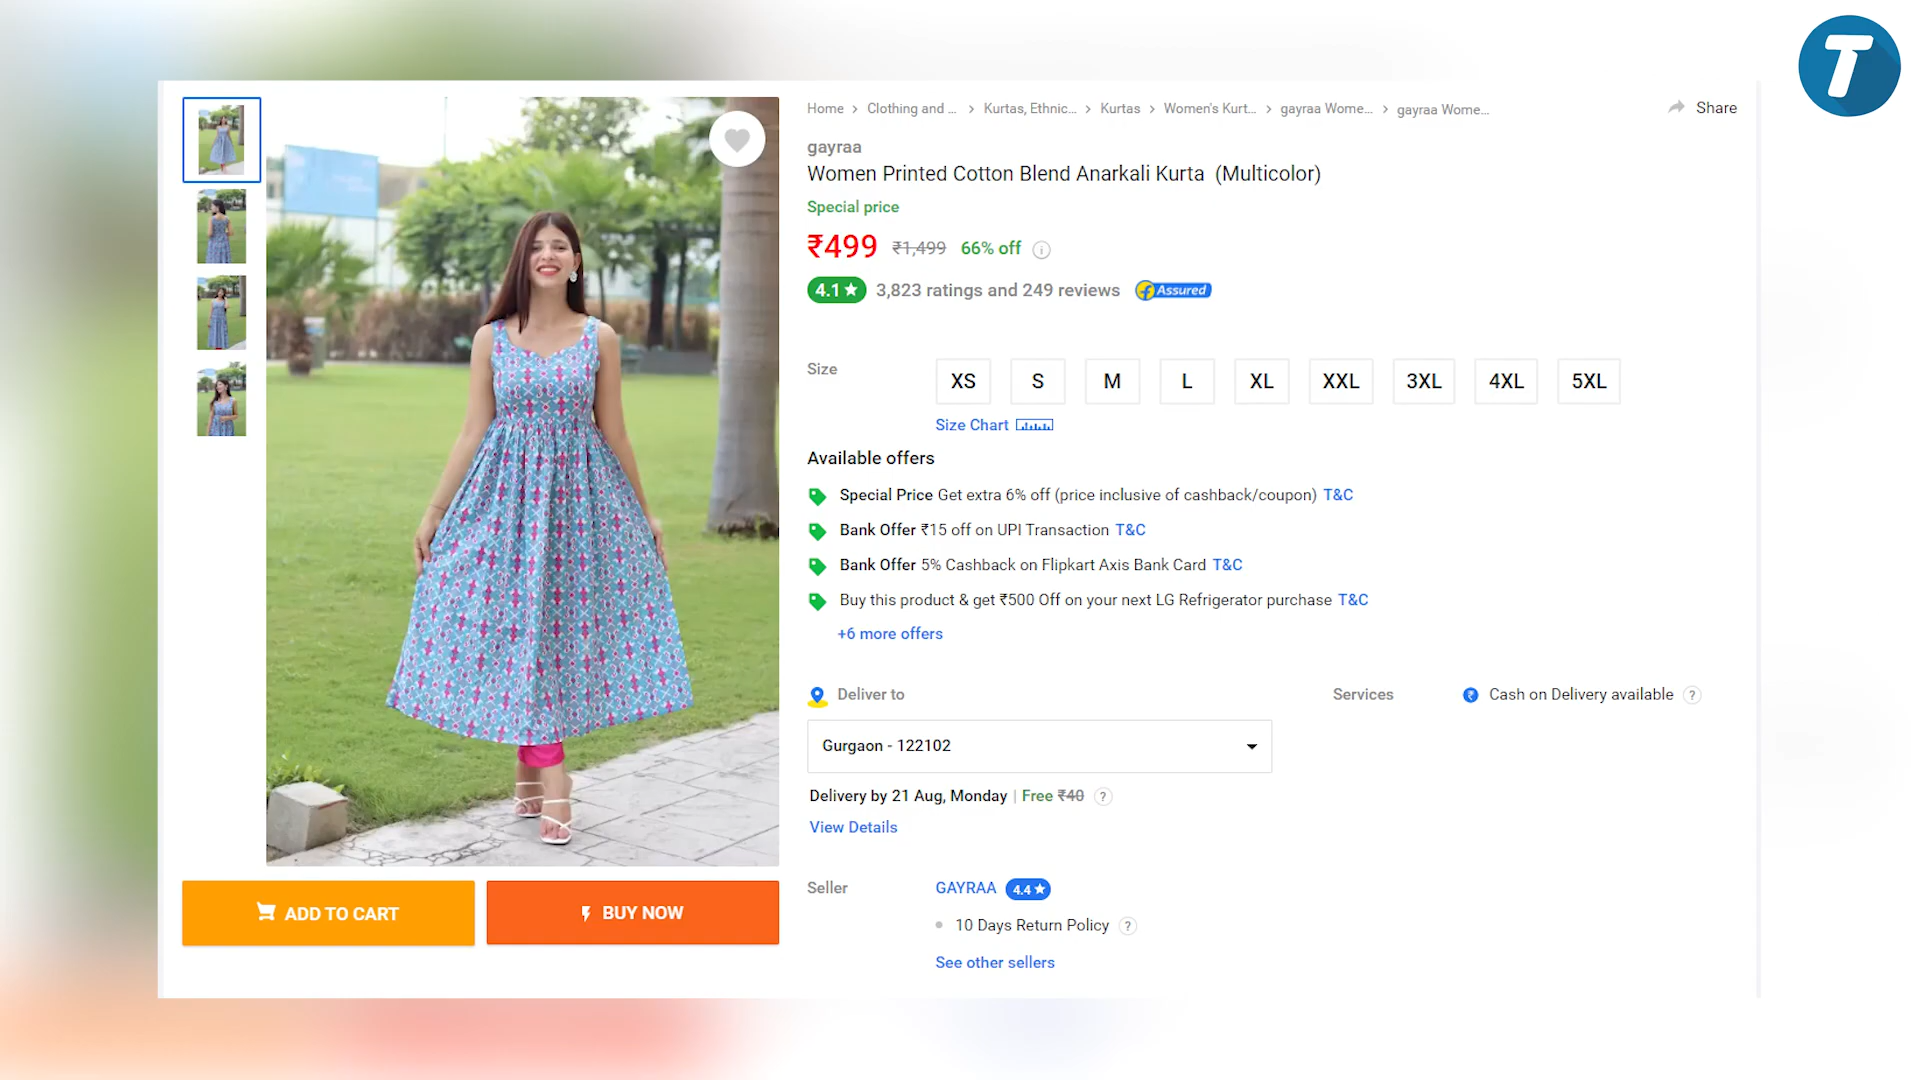 T
Home > Clothing and ... > Kurtas, Ethnic... > Kurtas > Women's Kurt... > gayraa Wome... > gayraa Wome...
Share
gayraa
Women Printed Cotton Blend Anarkali Kurta (Multicolor)
Special price
₹499 ₹1,499 66% off i
4.1★ 3,823 ratings and 249 reviews f Assured
Size XS S M L XL XXL 3XL 4XL 5XL
Size Chart
Available offers
Special Price Get extra 6% off (price inclusive of cashback/coupon) T&C
Bank Offer ₹15 off on UPI Transaction T&C
Bank Offer 5% Cashback on Flipkart Axis Bank Card T&C
Buy this product & get ₹500 Off on your next LG Refrigerator purchase T&C
+6 more offers
Deliver to
Gurgaon - 122102
Delivery by 21 Aug, Monday | Free ₹40 ?
View Details
Services ₹ Cash on Delivery available ?
Seller GAYRAA 4.4★
• 10 Days Return Policy ?
See other sellers
ADD TO CART
BUY NOW